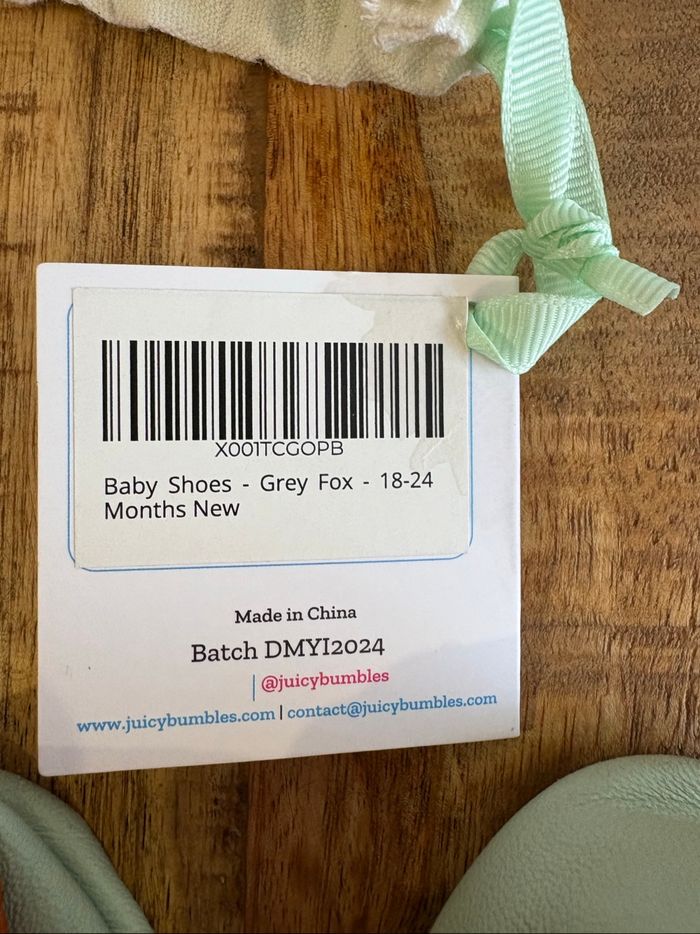 X001TCGOPB
Baby Shoes - Grey Fox - 18-24
Months New
Made in China
Batch DMYI2024
| @juicybumbles
www.juicybumbles.com | contact@juicybumbles.com